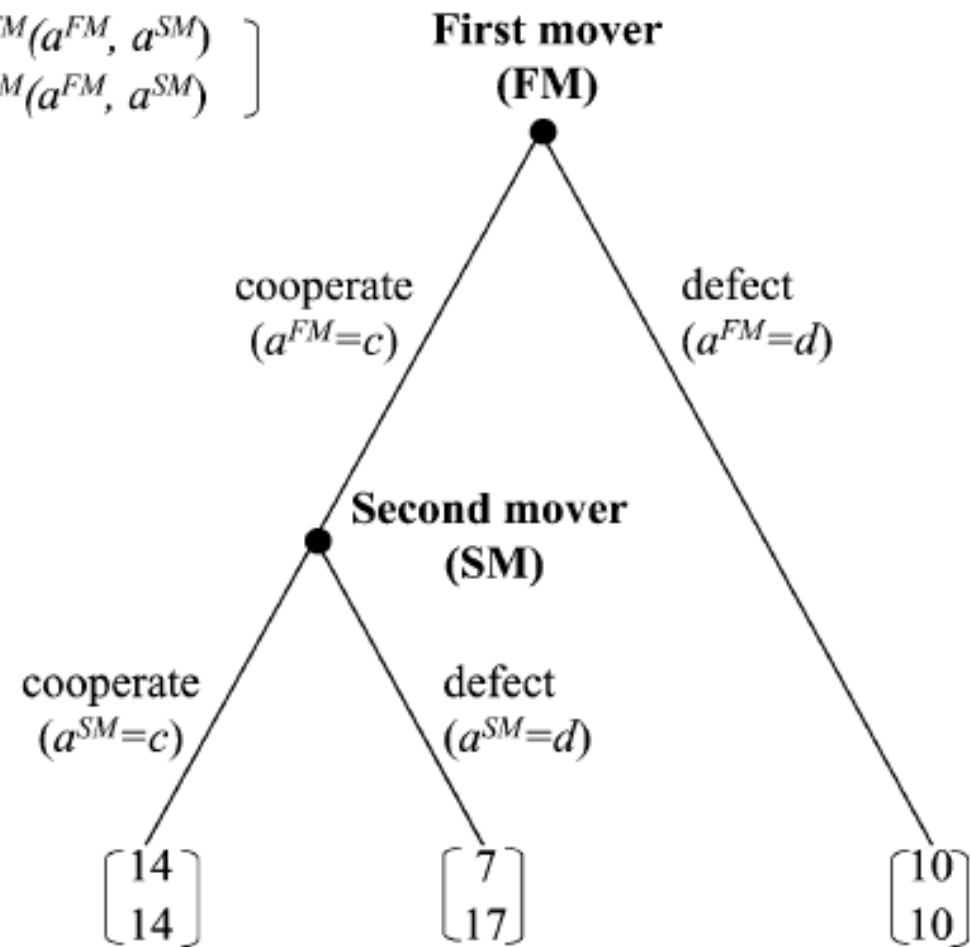 M(aFM, aSM)
M(aFM, aSM)
First mover
(FM)
cooperate
(aFM=c)
defect
(aFM=d)
Second mover
(SM)
cooperate
(aSM=c)
defect
(aSM=d)
14
14
7
17
10
10